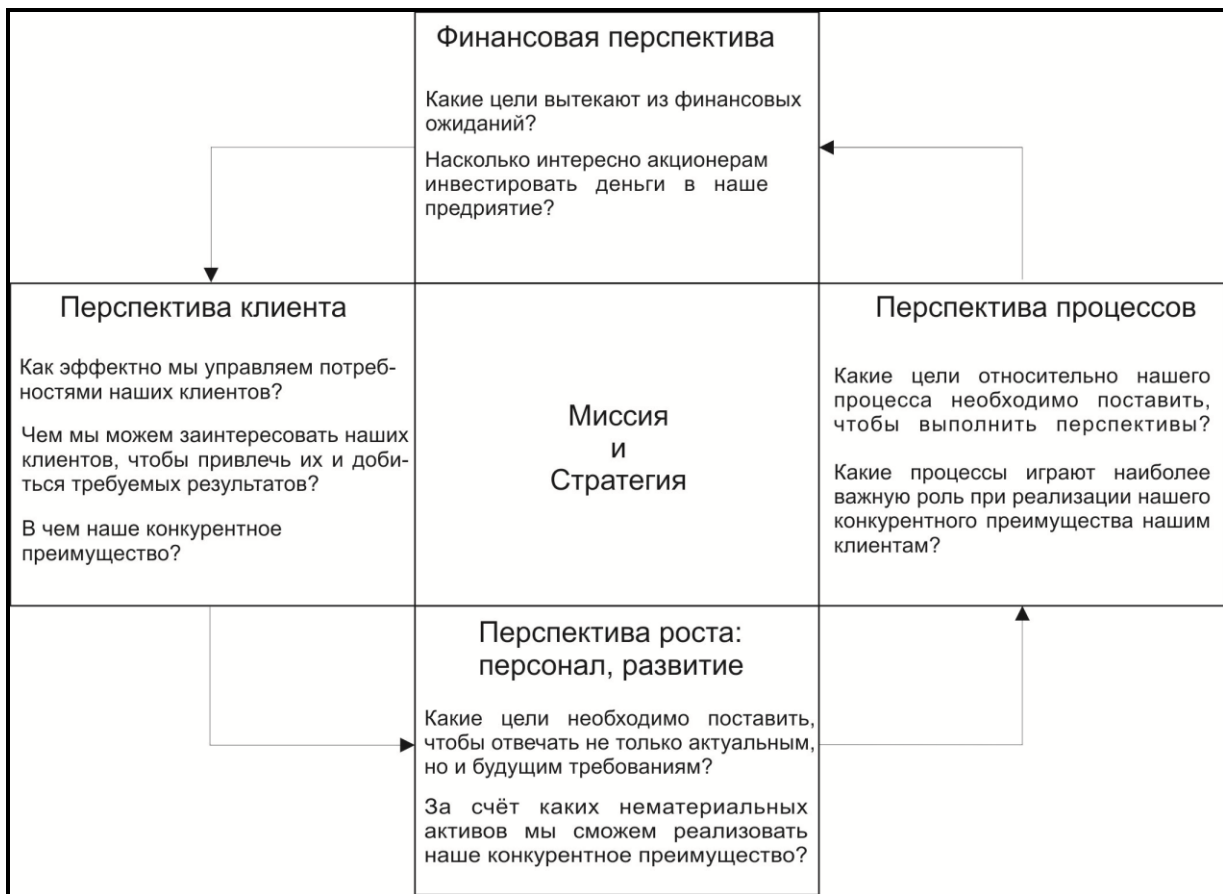 Финансовая перспектива
Какие цели вытекают из финансовых
ожиданий?
Насколько интересно акционерам
инвестировать деньги в наше
предриятие?
Перспектива клиента
Как эффектно мы управляем потреб-
ностями наших клиентов?
Чем мы можем заинтересовать наших
клиентов, чтобы привлечь их и доби-
ться требуемых результатов?
В чем наше конкурентное
преимущество?
Миссия
и
Стратегия
Перспектива процессов
Какие цели относительно нашего
процесса необходимо поставить,
чтобы выполнить перспективы?
Какие процессы играют наиболее
важную роль при реализации нашего
конкурентного преимущества нашим
клиентам?
Перспектива роста:
персонал, развитие
Какие цели необходимо поставить,
чтобы отвечать не только актуальным,
но и будущим требованиям?
За счёт каких нематериальных
активов мы сможем реализовать
наше конкурентное преимущество?